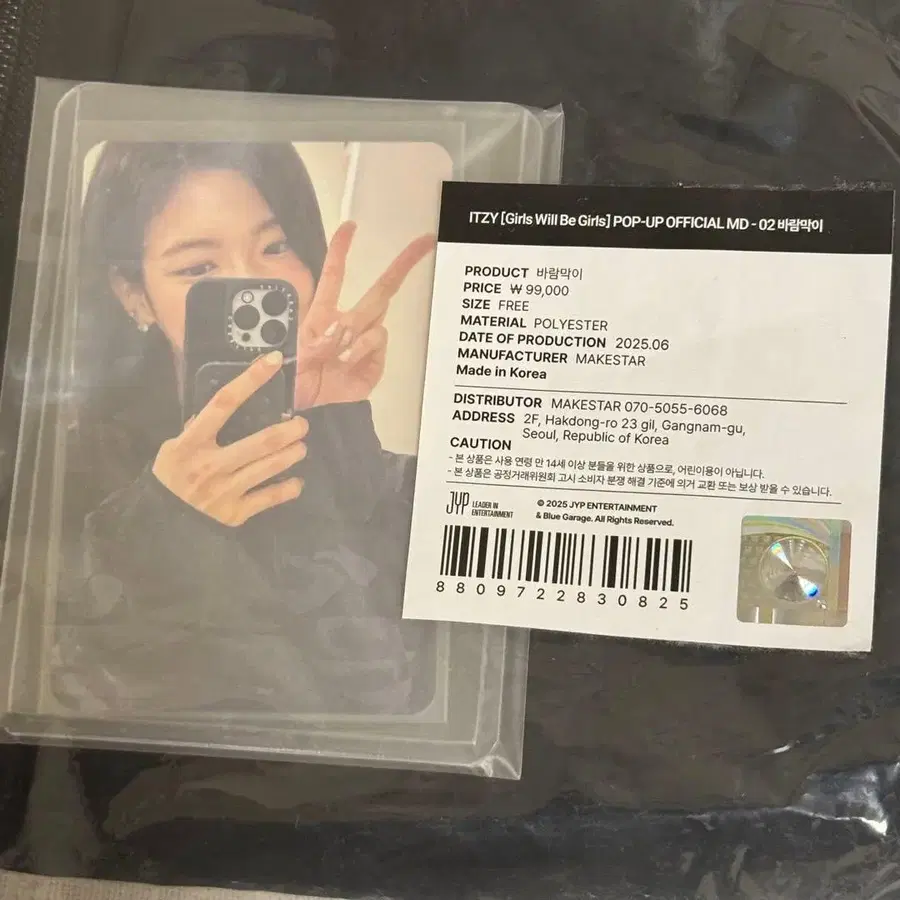 ITZY [Girls Will Be Girls] POP-UP OFFICIAL MD - 02 바람막이
PRODUCT 바람막이
PRICE ₩ 99,000
SIZE FREE
MATERIAL POLYESTER
DATE OF PRODUCTION 2025.06
MANUFACTURER MAKESTAR
Made in Korea
DISTRIBUTOR MAKESTAR 070-5055-6068
ADDRESS 2F, Hakdong-ro 23 gil, Gangnam-gu,
Seoul, Republic of Korea
CAUTION
- 본 상품은 사용 연령 만 14세 이상 분들을 위한 상품으로, 어린이용이 아닙니다.
- 본 상품은 공정거래위원회 고시 소비자 분쟁 해결 기준에 의거 교환 또는 보상 받을 수 있습니다.
JYP LEADER IN
ENTERTAINMENT
© 2025 JYP ENTERTAINMENT
& Blue Garage. All Rights Reserved.
8809722830825